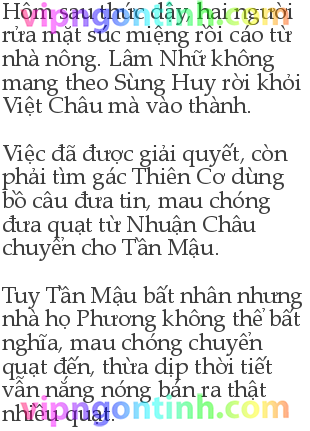 Hôm sau thức dậy, hai người
rửa mặt súc miệng rồi cáo từ
nhà nông. Lâm Nhữ không
mang theo Sùng Huy rời khỏi
Việt Châu mà vào thành.
Việc đã được giải quyết, còn
phải tìm gác Thiên Cơ dùng
bồ câu đưa tin, mau chóng
đưa quạt từ Nhuận Châu
chuyển cho Tần Mậu.
Tuy Tần Mậu bất nhân nhưng
nhà họ Phương không thể bất
nghĩa, mau chóng chuyển
quạt đến, thừa dịp thời tiết
vẫn nắng nóng bán ra thật
nhiều quạt.
vipngontinh.com
vipngontinh.com